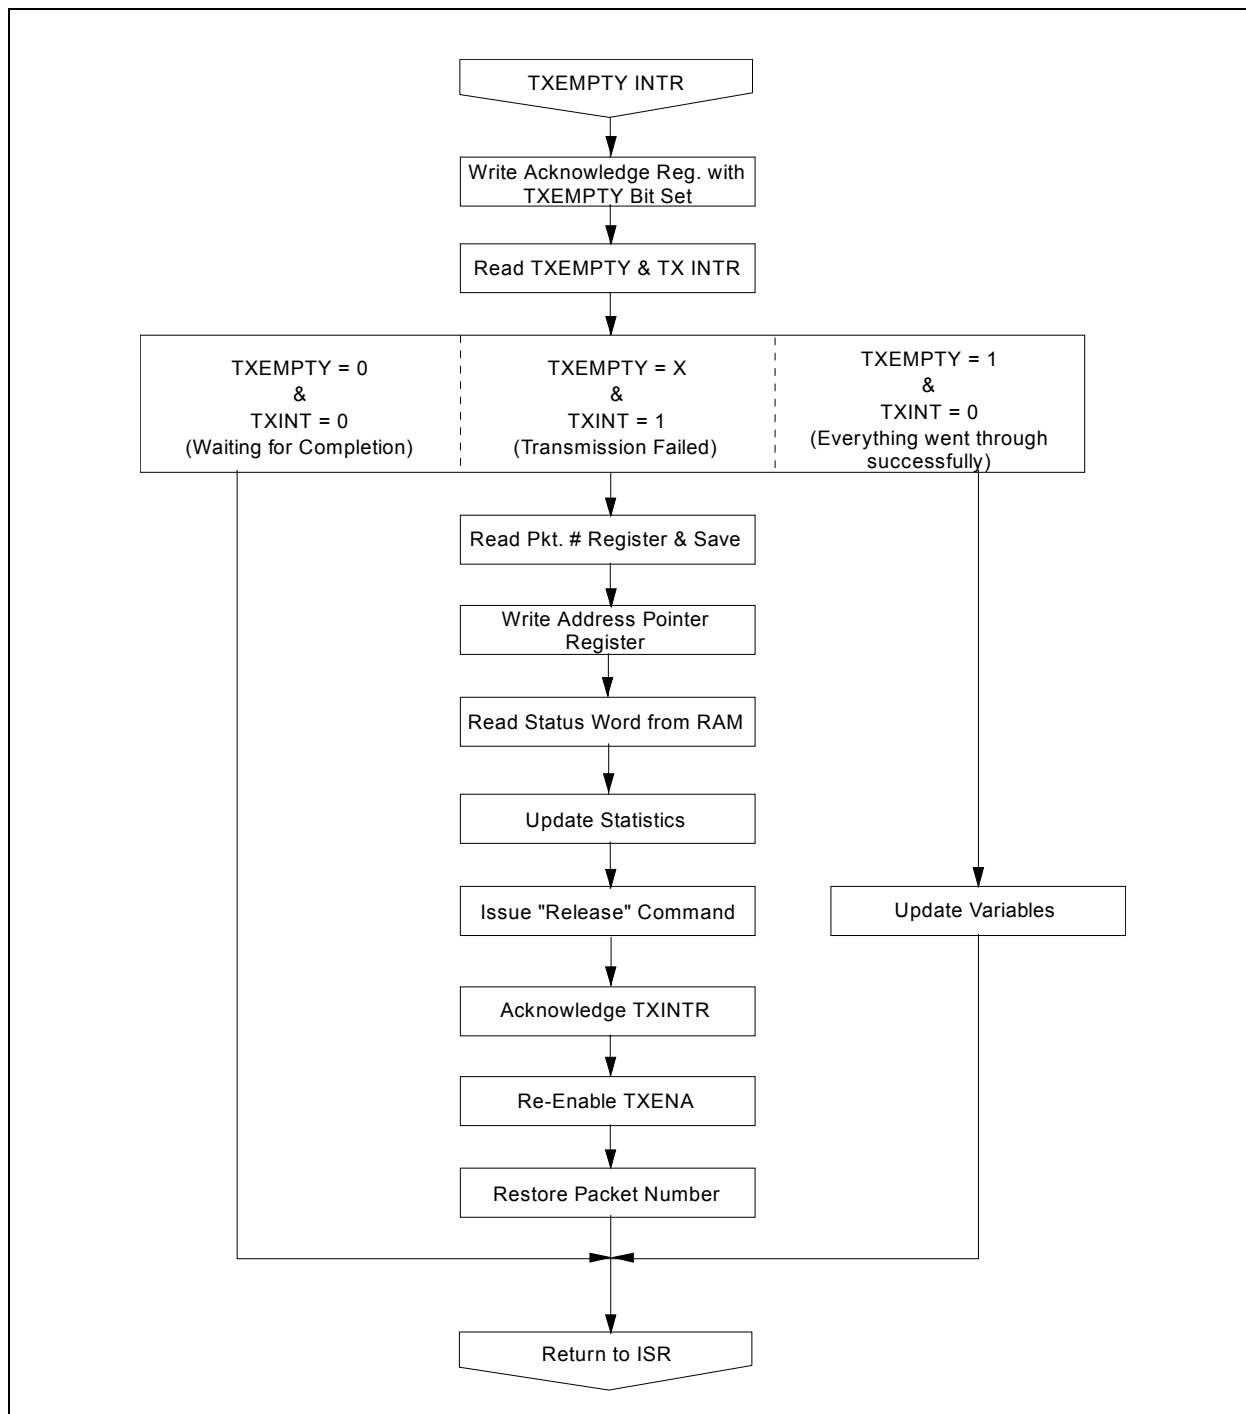 TXEMPTY INTR
Write Acknowledge Reg. with
TXEMPTY Bit Set
Read TXEMPTY & TX INTR
TXEMPTY = 0
&
TXINT = 0
(Waiting for Completion)
TXEMPTY = X
&
TXINT = 1
(Transmission Failed)
TXEMPTY = 1
&
TXINT = 0
(Everything went through
successfully)
Read Pkt. # Register & Save
Write Address Pointer
Register
Read Status Word from RAM
Update Statistics
Issue "Release" Command
Update Variables
Acknowledge TXINTR
Re-Enable TXENA
Restore Packet Number
Return to ISR